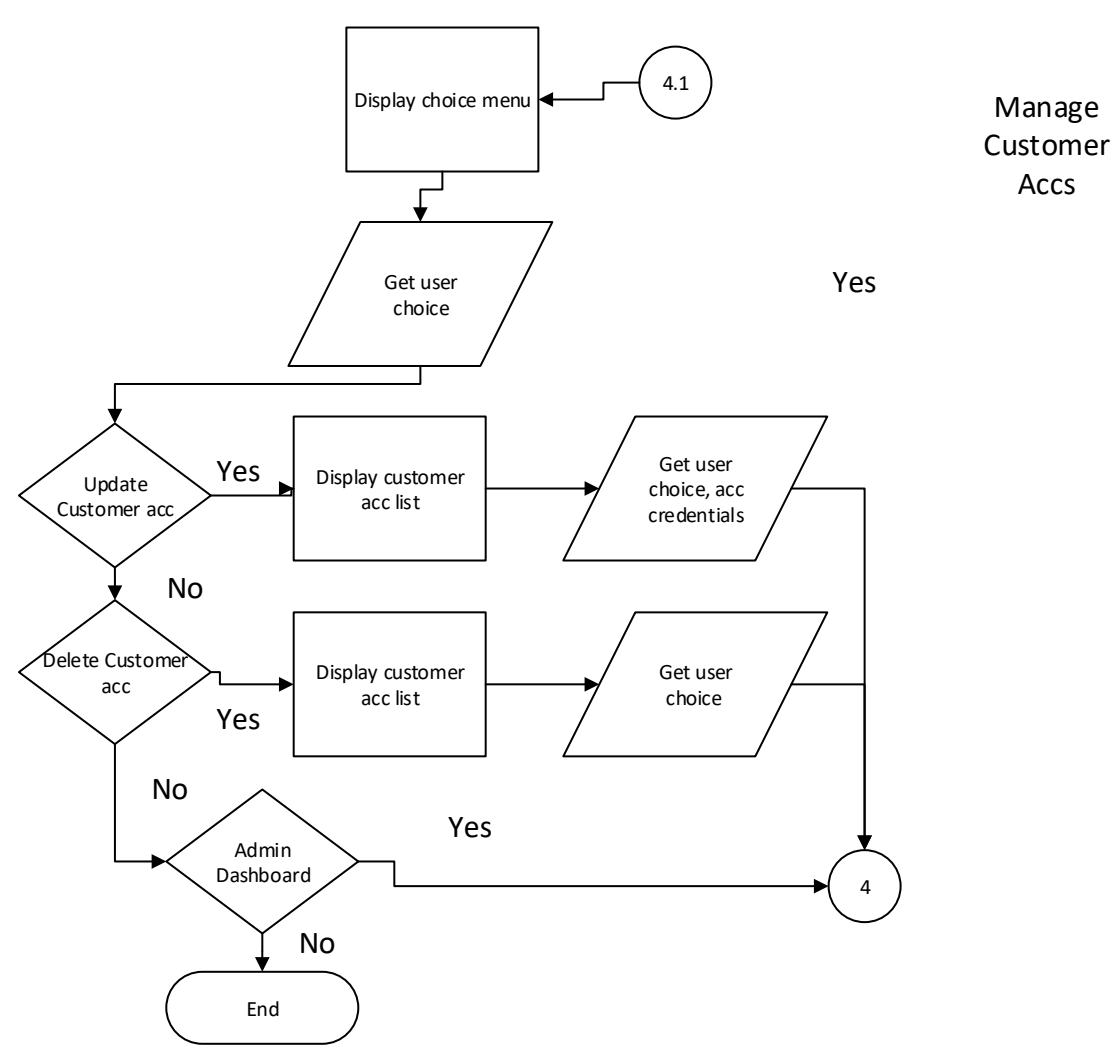 4.1
Display choice menu
Manage
Customer
Accs
Get user
choice
Yes
Update
Customer acc
Yes
Display customer
acc list
Get user
choice, acc
credentials
No
Delete Customer
acc
Yes
Display customer
acc list
Get user
choice
No
Admin
Dashboard
Yes
4
No
End